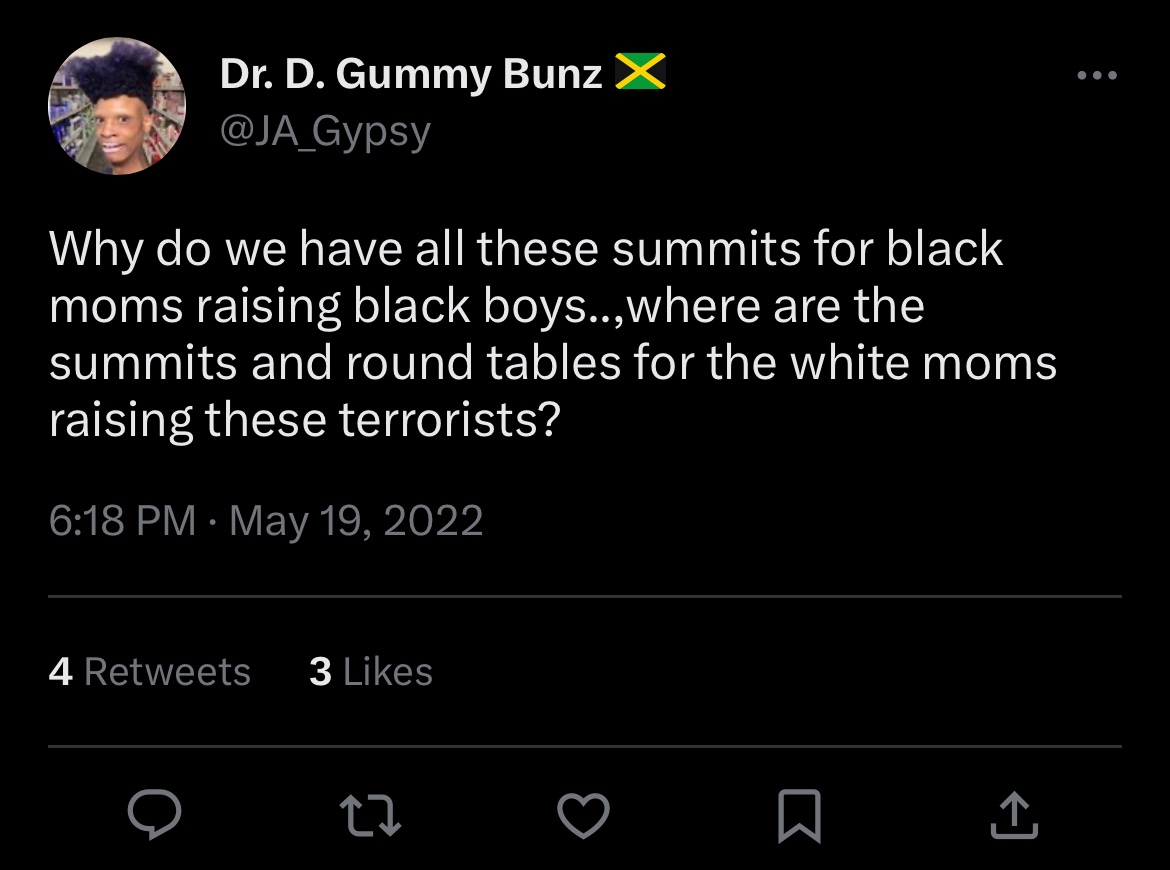 Dr. D. Gummy Bunz 🇯🇲
@JA_Gypsy
Why do we have all these summits for black
moms raising black boys..,where are the
summits and round tables for the white moms
raising these terrorists?
6:18 PM · May 19, 2022
4 Retweets 3 Likes